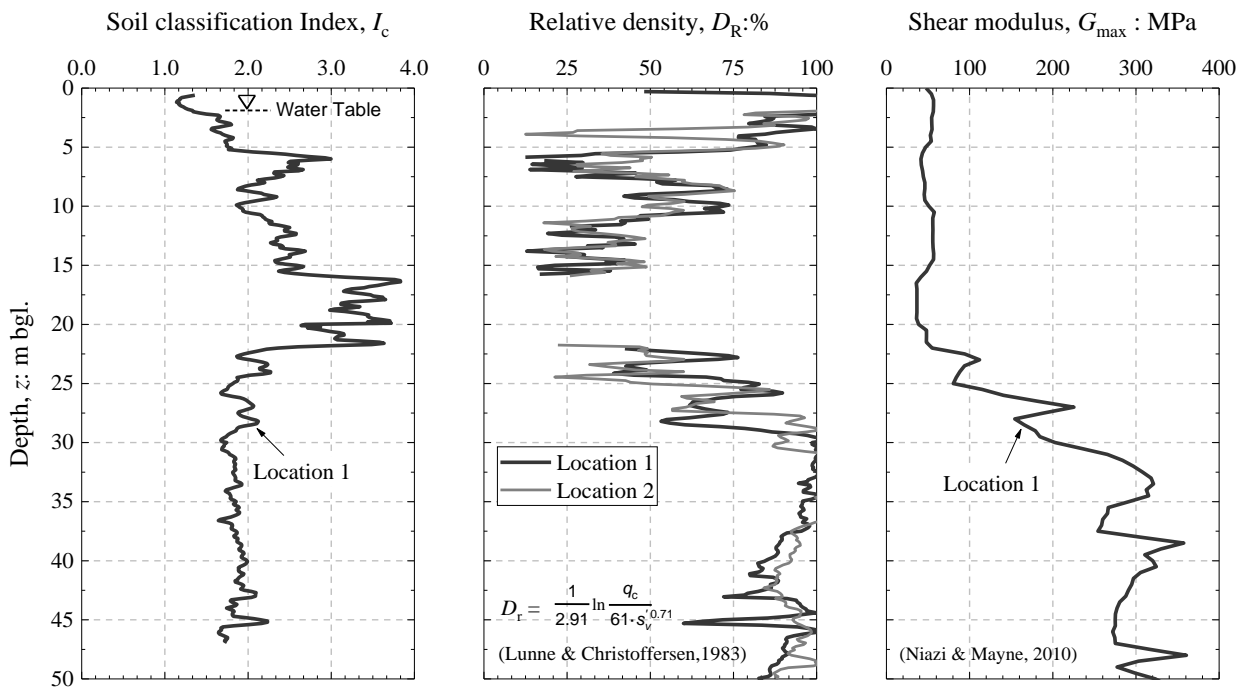 Soil classification Index, Ic
0.0 1.0 2.0 3.0 4.0
Relative density, DR:%
0 25 50 75 100
Shear modulus, Gmax : MPa
0 100 200 300 400
Depth, z: m bgl.
0
5
10
15
20
25
30
35
40
45
50
Water Table
Location 1
Location 1
Location 2
Dr = 1/2.91 ln qc/61·sv'0.71
(Lunne & Christoffersen,1983)
Location 1
(Niazi & Mayne, 2010)